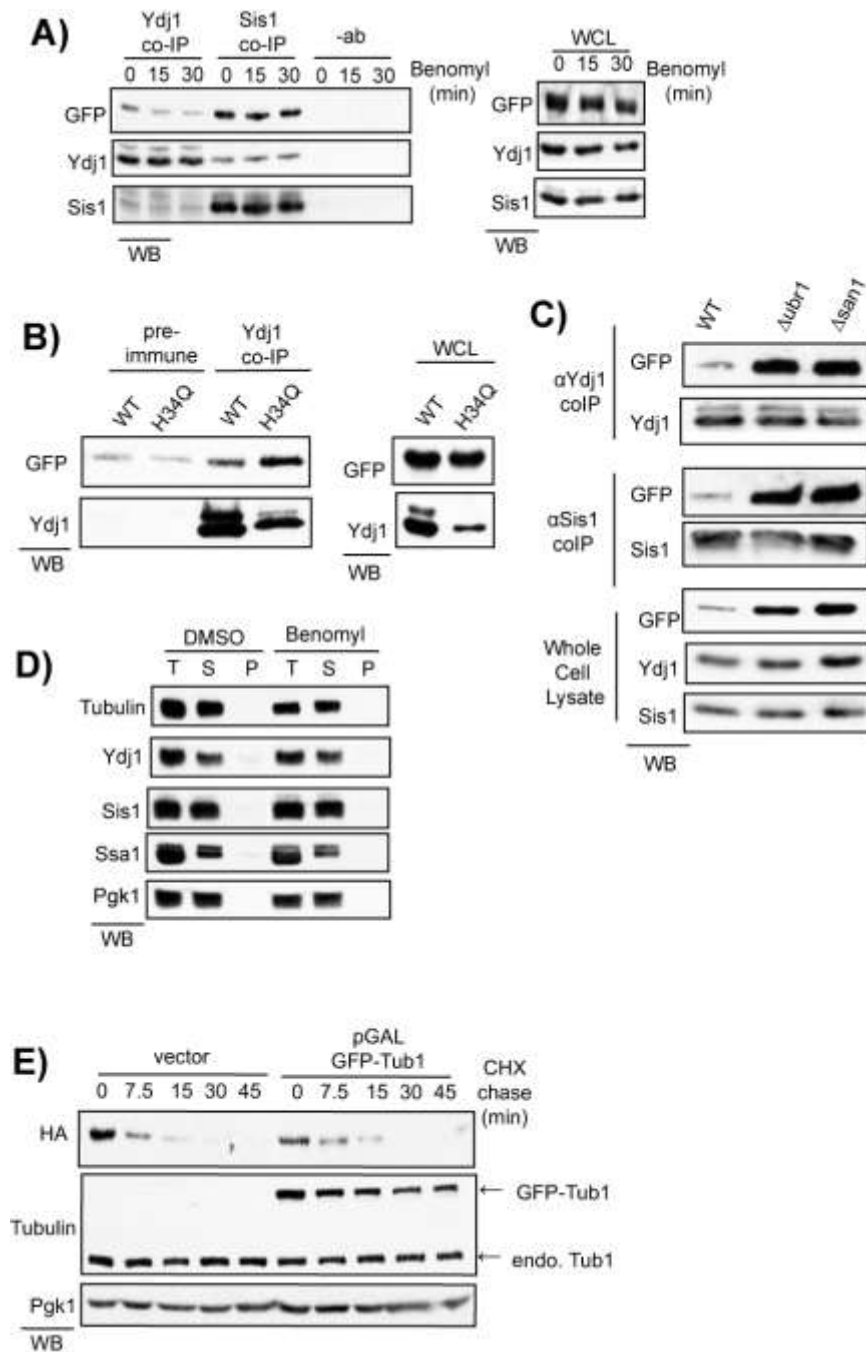 A)
Ydj1 co-IP
Sis1 co-IP
-ab
0 15 30 0 15 30 0 15 30
Benomyl (min)
GFP
Ydj1
Sis1
WB
WCL
0 15 30
Benomyl (min)
GFP
Ydj1
Sis1
WB
B)
pre-immune
Ydj1 co-IP
WT H34Q WT H34Q
GFP
Ydj1
WB
WCL
WT H34Q
GFP
Ydj1
WB
C)
WT Δubr1 Δsan1
αYdj1 coIP
GFP
Ydj1
αSis1 coIP
GFP
Sis1
Whole Cell Lysate
GFP
Ydj1
Sis1
WB
D)
DMSO Benomyl
T S P T S P
Tubulin
Ydj1
Sis1
Ssa1
Pgk1
WB
E)
vector
pGAL GFP-Tub1
0 7.5 15 30 45 0 7.5 15 30 45
CHX chase (min)
HA
Tubulin
← GFP-Tub1
← endo. Tub1
Pgk1
WB